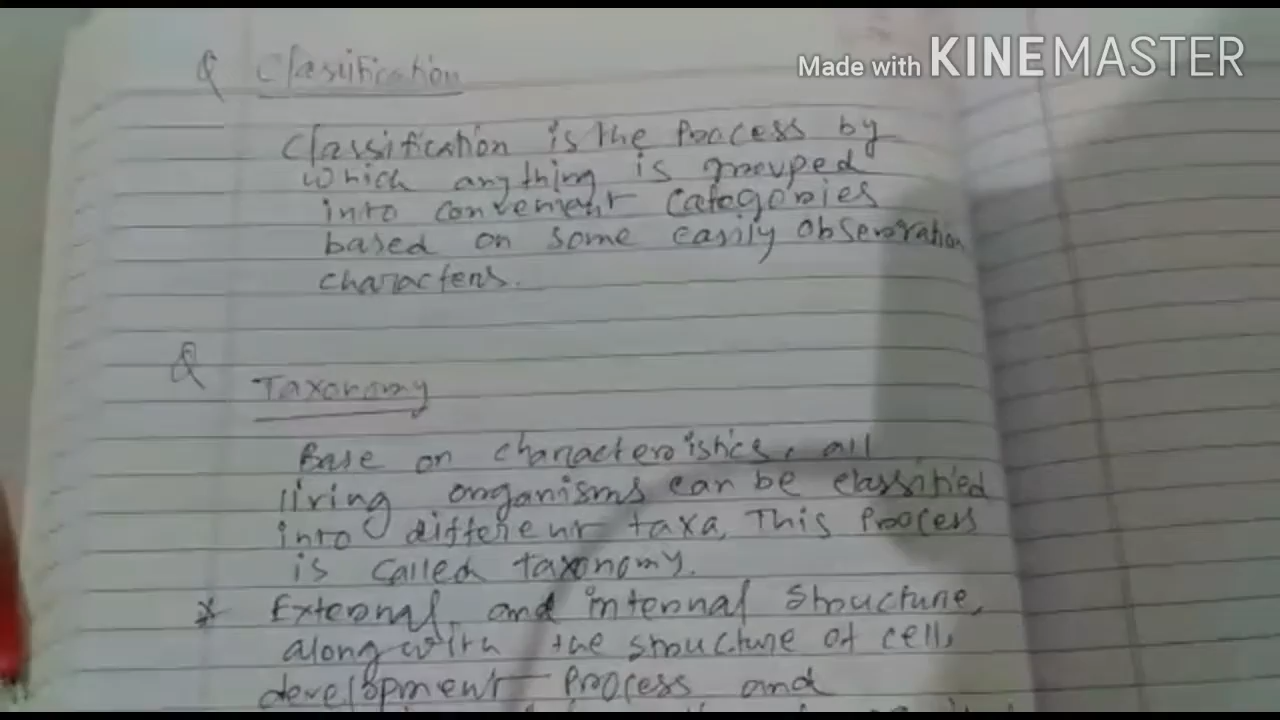 Made with KINEMASTER
Q Classification
Classification is the Process by
which anything is grouped
into convenient Categories
based on some easily observation
characters.
Q
Taxonomy
Base on characteristics, all
living organisms can be classified
into different taxa. This Process
is called taxonomy.
* External and internal structure,
along with the structure of cell,
development Process and